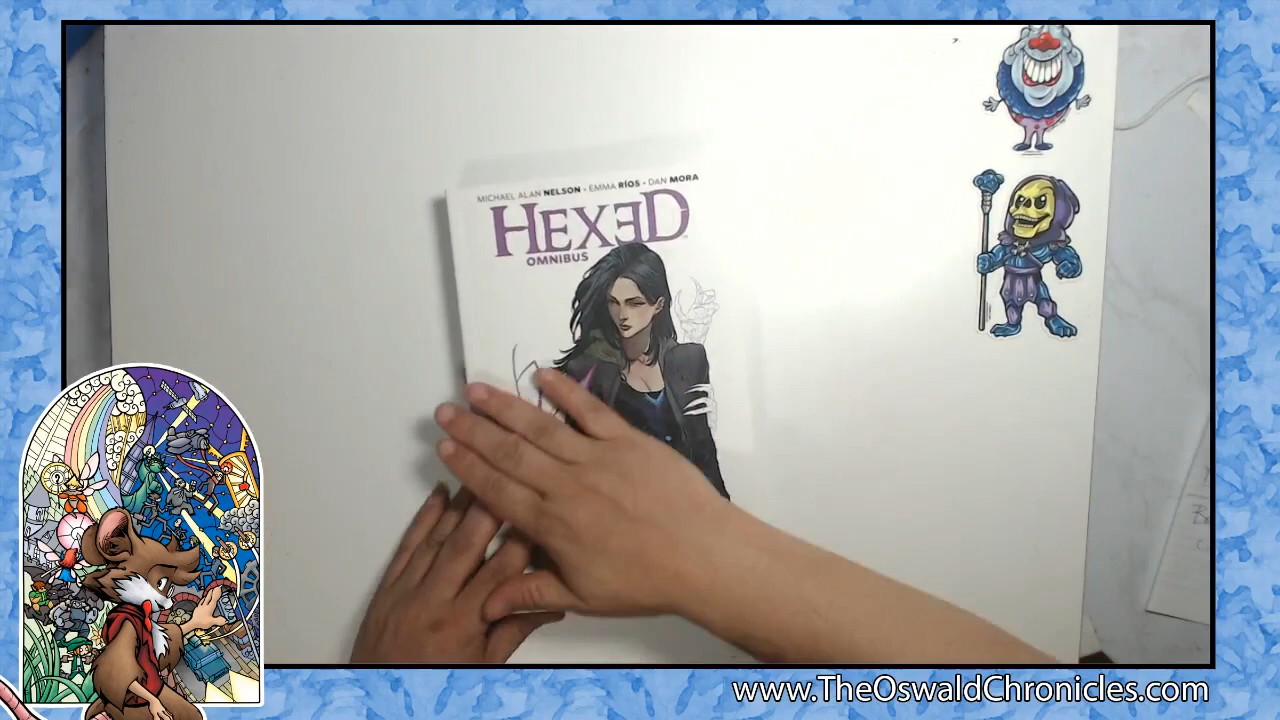 MICHAEL ALAN NELSON • EMMA RÍOS • DAN MORA
HEXED
OMNIBUS
www.TheOswaldChronicles.com